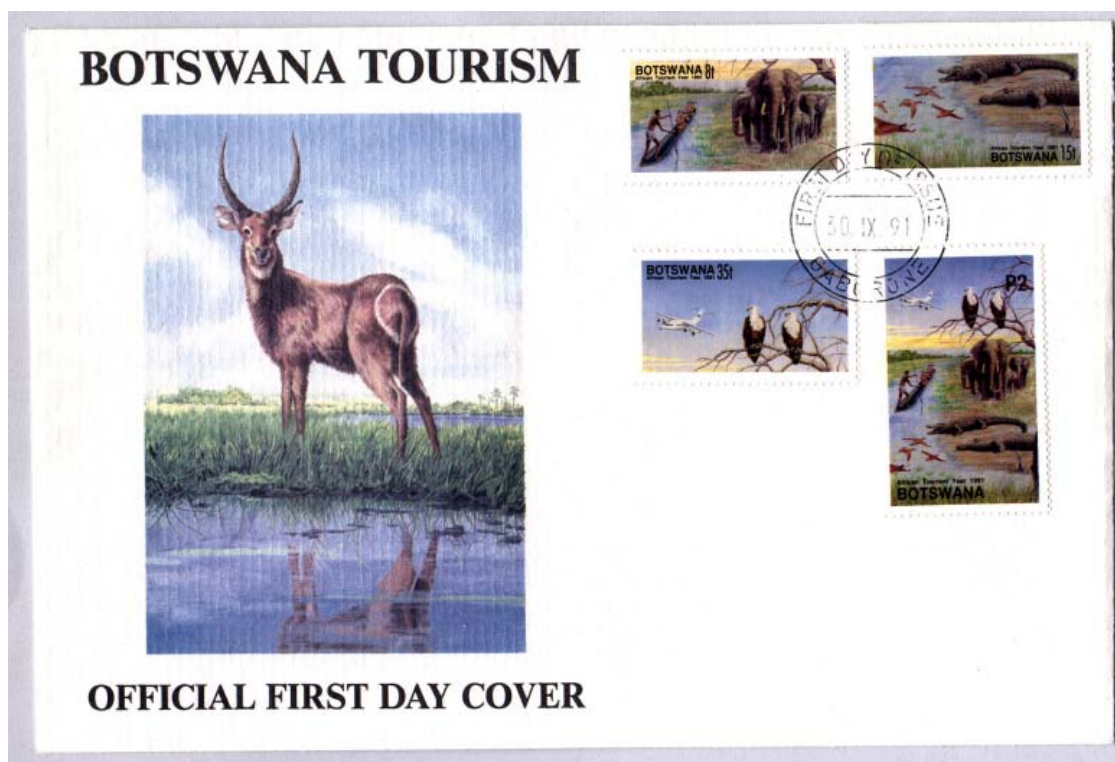 BOTSWANA TOURISM
BOTSWANA 8t
African Tourism Year 1991
African Tourism Year 1991
BOTSWANA 15t
FIRST DAY OF ISSUE
30. IX 91
GABORONE
BOTSWANA 35t
African Tourism Year 1991
P2
African Tourism Year 1991
BOTSWANA
OFFICIAL FIRST DAY COVER